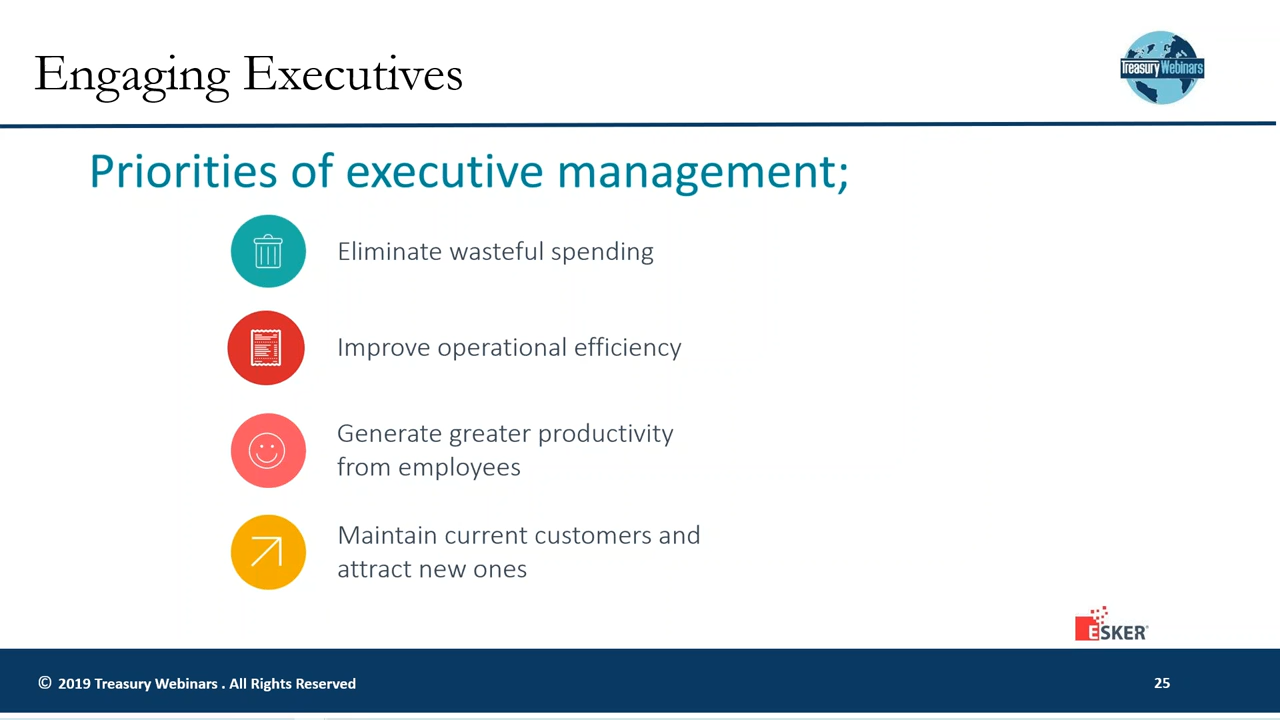 Engaging Executives
Treasury Webinars
Priorities of executive management;
Eliminate wasteful spending
Improve operational efficiency
Generate greater productivity
from employees
Maintain current customers and
attract new ones
ESKER
© 2019 Treasury Webinars . All Rights Reserved
25